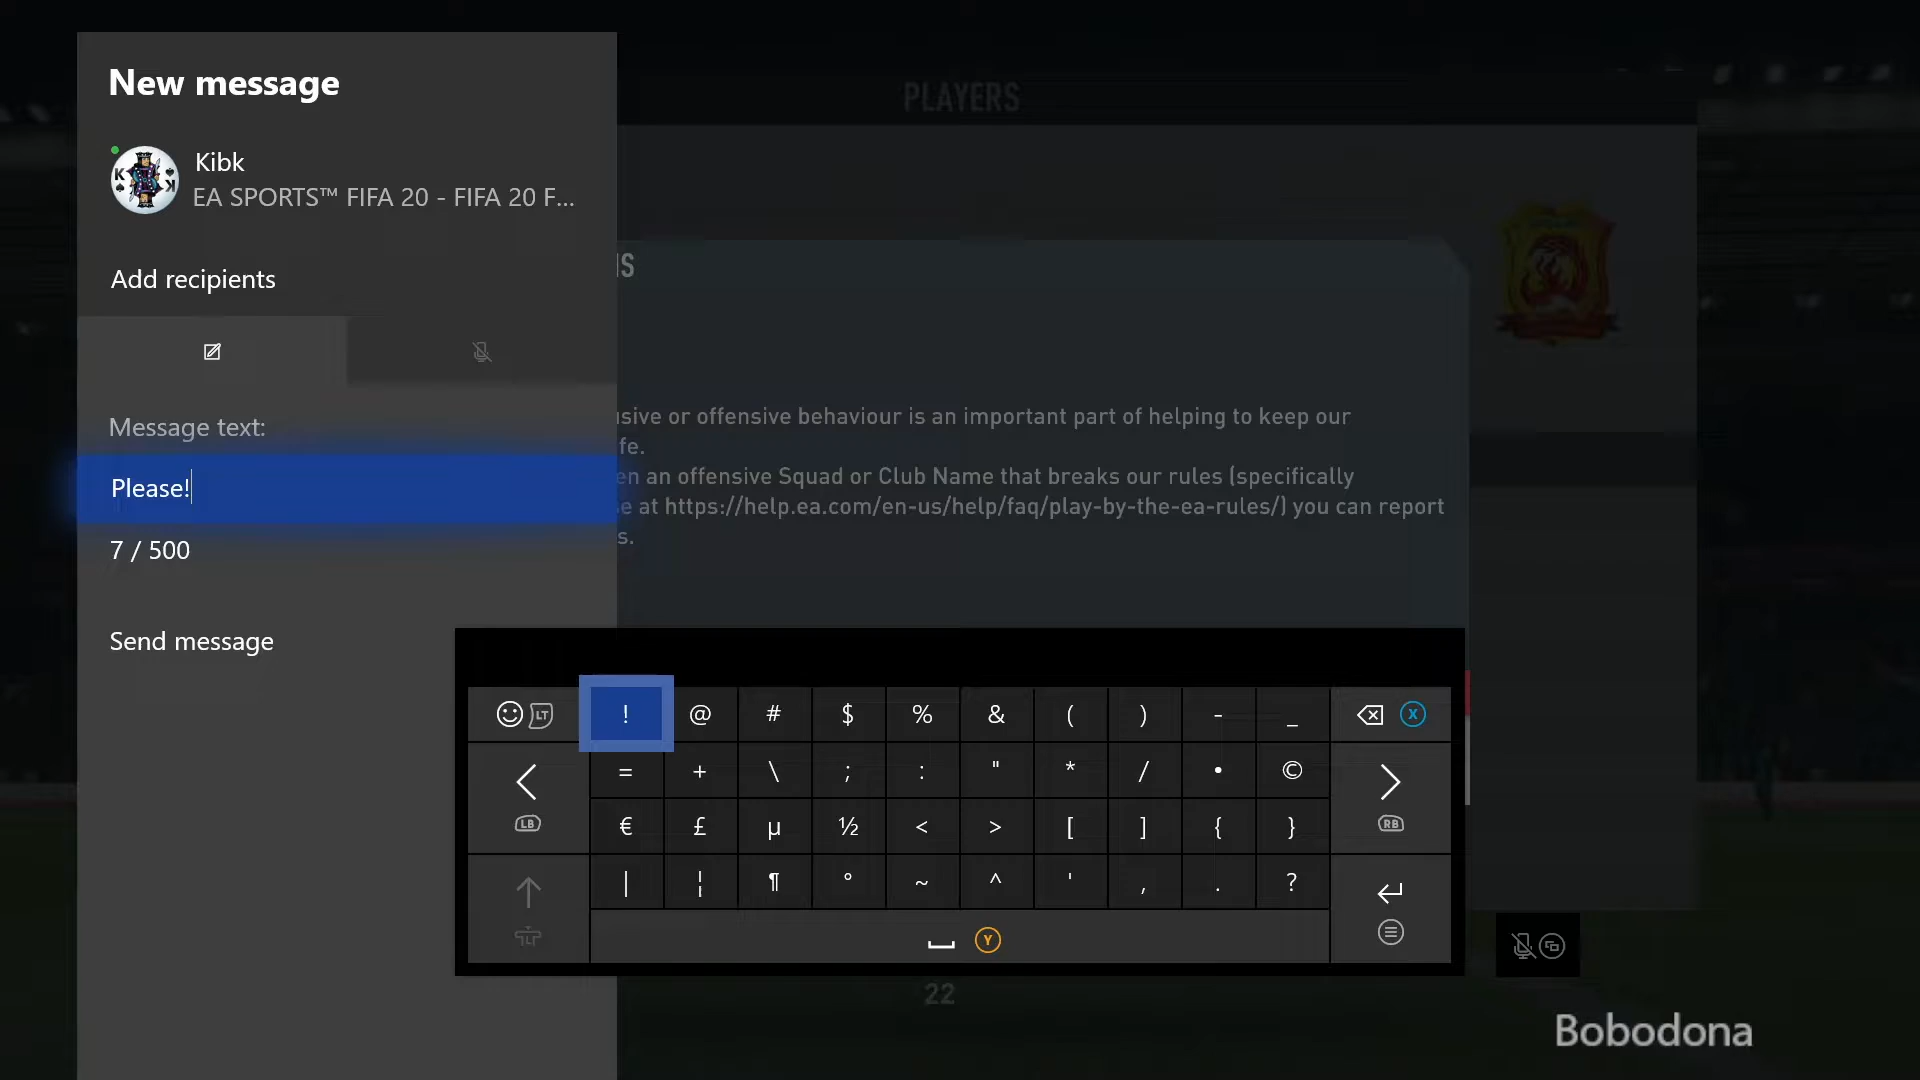 New message
PLAYERS
Kibk
EA SPORTS™ FIFA 20 - FIFA 20 F...
Add recipients
Message text:
Please!
7 / 500
Send message
or offensive behaviour is an important part of helping to keep our
an offensive Squad or Club Name that breaks our rules (specifically
at https://help.ea.com/en-us/help/faq/play-by-the-ea-rules/) you can report
LT ! @ # $ % & ( ) - _ X
= + \ ; : " * / • ©
LB € £ µ ½ < > [ ] { } RB
| ¦ ¶ ° ~ ^ ' , . ?
Y
22
Bobodona